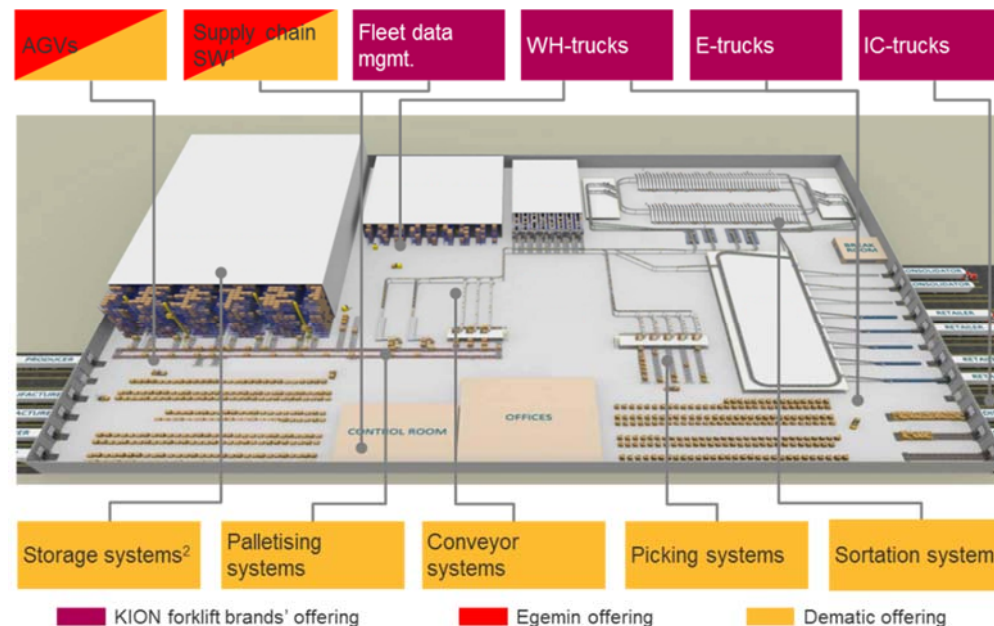 AGVs
Supply chain
SW¹
Fleet data
mgmt.
WH-trucks
E-trucks
IC-trucks
BREAK
ROOM
CONSOLIDATOR
CONSOLIDATOR
RETAILER
RETAILER
PRODUCER
CONTROL ROOM
OFFICES
Storage systems²
Palletising
systems
Conveyor
systems
Picking systems
Sortation system
KION forklift brands' offering
Egemin offering
Dematic offering